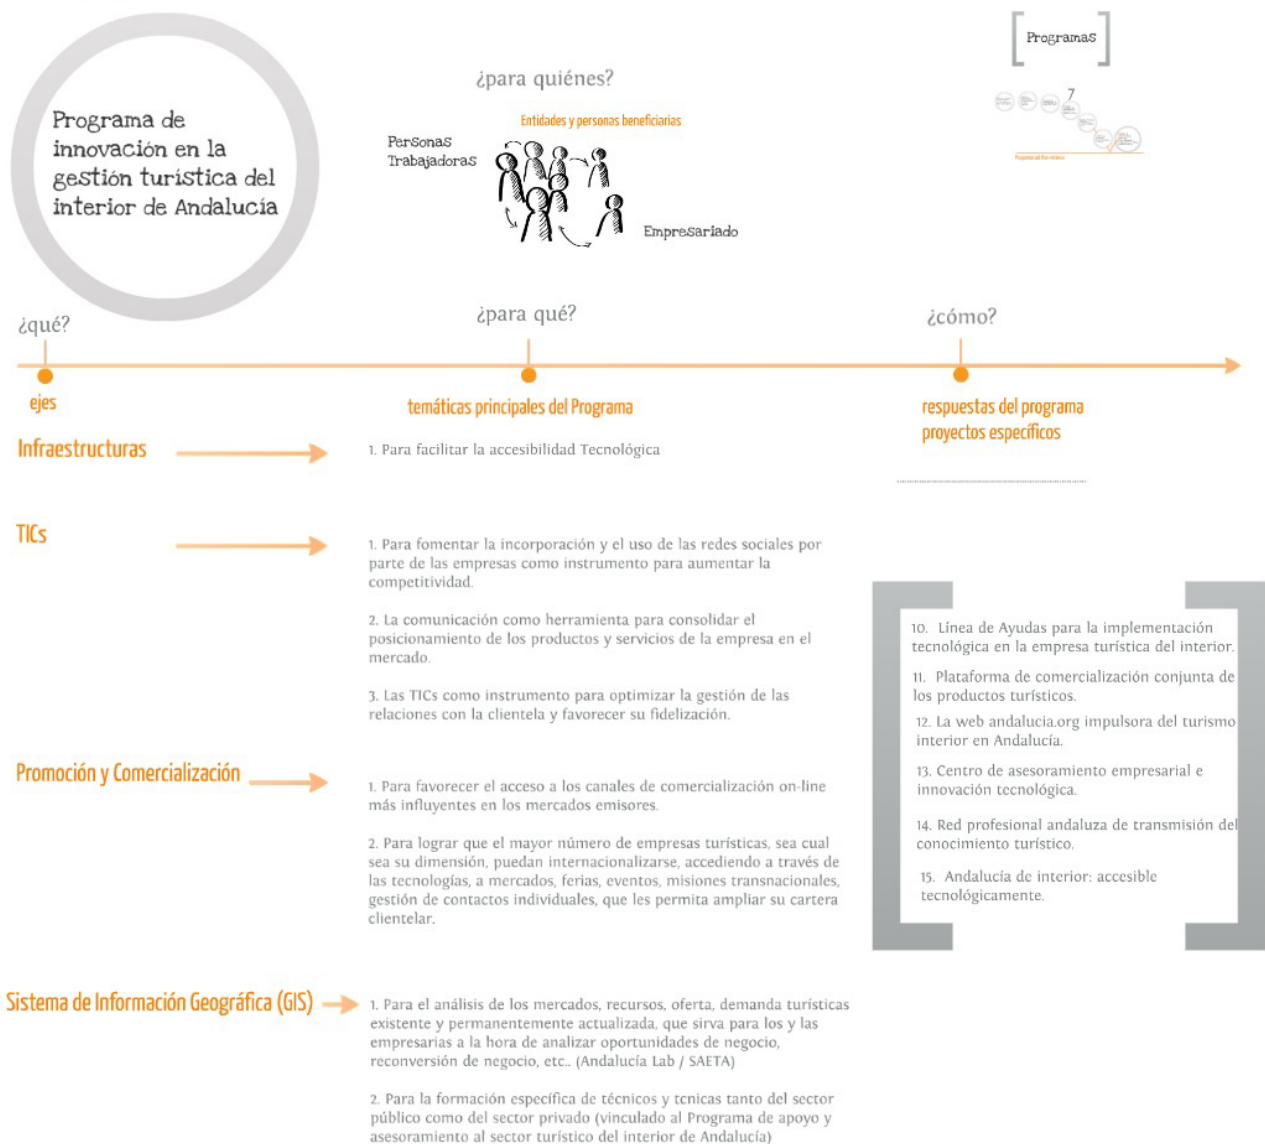 Programa de
innovación en la
gestión turística del
interior de Andalucía
¿para quiénes?
Entidades y personas beneficiarias
Personas
Trabajadoras
Empresariado
Programas
7
¿qué?
¿para qué?
¿cómo?
ejes
temáticas principales del Programa
respuestas del programa
proyectos específicos
Infraestructuras
1. Para facilitar la accesibilidad Tecnológica
TICs
1. Para fomentar la incorporación y el uso de las redes sociales por
parte de las empresas como instrumento para aumentar la
competitividad.
2. La comunicación como herramienta para consolidar el
posicionamiento de los productos y servicios de la empresa en el
mercado.
3. Las TICs como instrumento para optimizar la gestión de las
relaciones con la clientela y favorecer su fidelización.
Promoción y Comercialización
1. Para favorecer el acceso a los canales de comercialización on-line
más influyentes en los mercados emisores.
2. Para lograr que el mayor número de empresas turísticas, sea cual
sea su dimensión, puedan internacionalizarse, accediendo a través de
las tecnologías, a mercados, ferias, eventos, misiones transnacionales,
gestión de contactos individuales, que les permita ampliar su cartera
clientelar.
Sistema de Información Geográfica (GIS)
1. Para el análisis de los mercados, recursos, oferta, demanda turísticas
existente y permanentemente actualizada, que sirva para los y las
empresarias a la hora de analizar oportunidades de negocio,
reconversión de negocio, etc.. (Andalucía Lab / SAETA)
2. Para la formación específica de técnicos y tcnicas tanto del sector
público como del sector privado (vinculado al Programa de apoyo y
asesoramiento al sector turístico del interior de Andalucía)
10. Línea de Ayudas para la implementación
tecnológica en la empresa turística del interior.
11. Plataforma de comercialización conjunta de
los productos turísticos.
12. La web andalucia.org impulsora del turismo
interior en Andalucía.
13. Centro de asesoramiento empresarial e
innovación tecnológica.
14. Red profesional andaluza de transmisión del
conocimiento turístico.
15. Andalucía de interior: accesible
tecnológicamente.